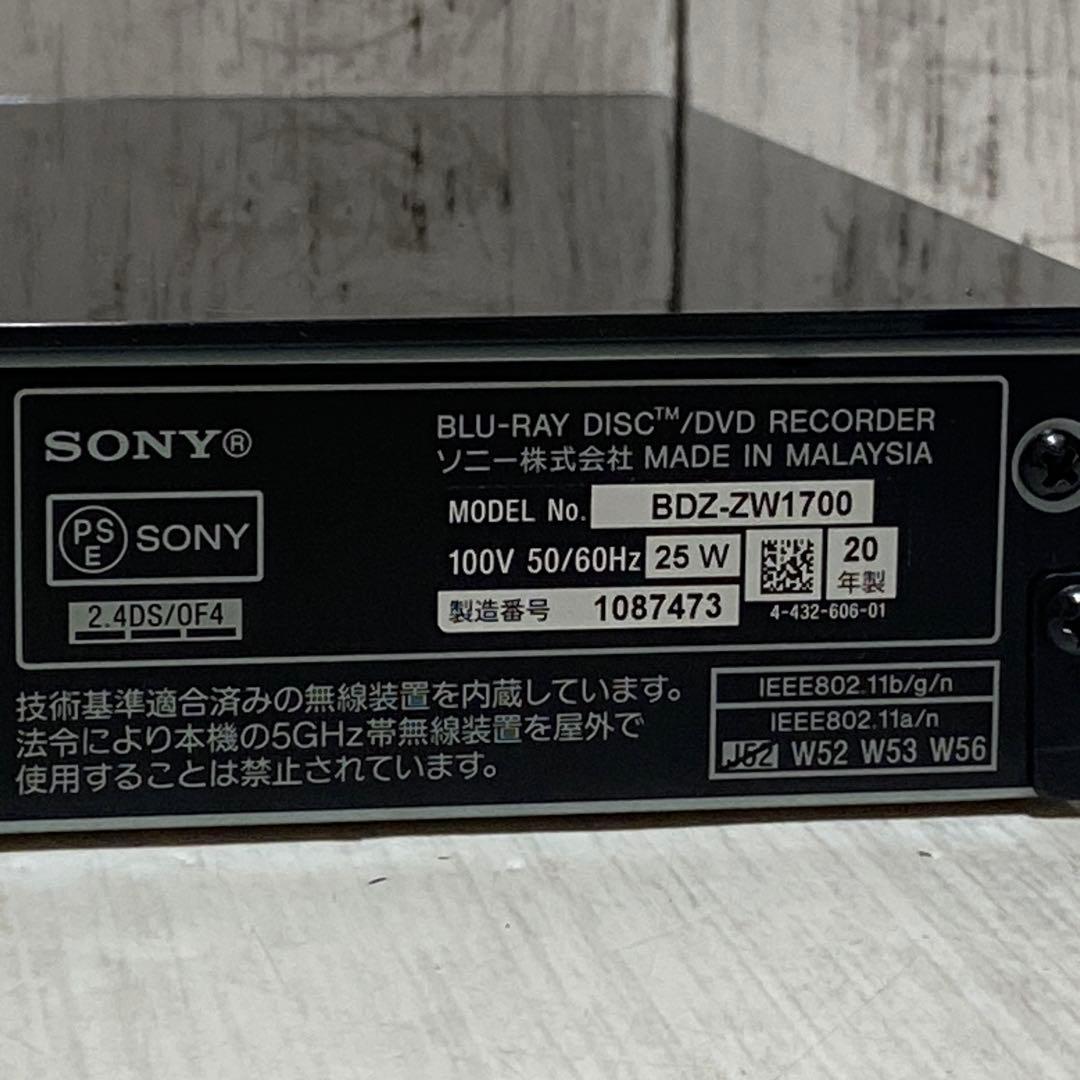 SONY®
PSE SONY
2.4DS/OF4
BLU-RAY DISC™/DVD RECORDER
ソニー株式会社 MADE IN MALAYSIA
MODEL No. BDZ-ZW1700
100V 50/60Hz 25 W
20
年製
製造番号 1087473
4-432-606-01
技術基準適合済みの無線装置を内蔵しています。
法令により本機の5GHz帯無線装置を屋外で
使用することは禁止されています。
IEEE802.11b/g/n
IEEE802.11a/n
J52 W52 W53 W56